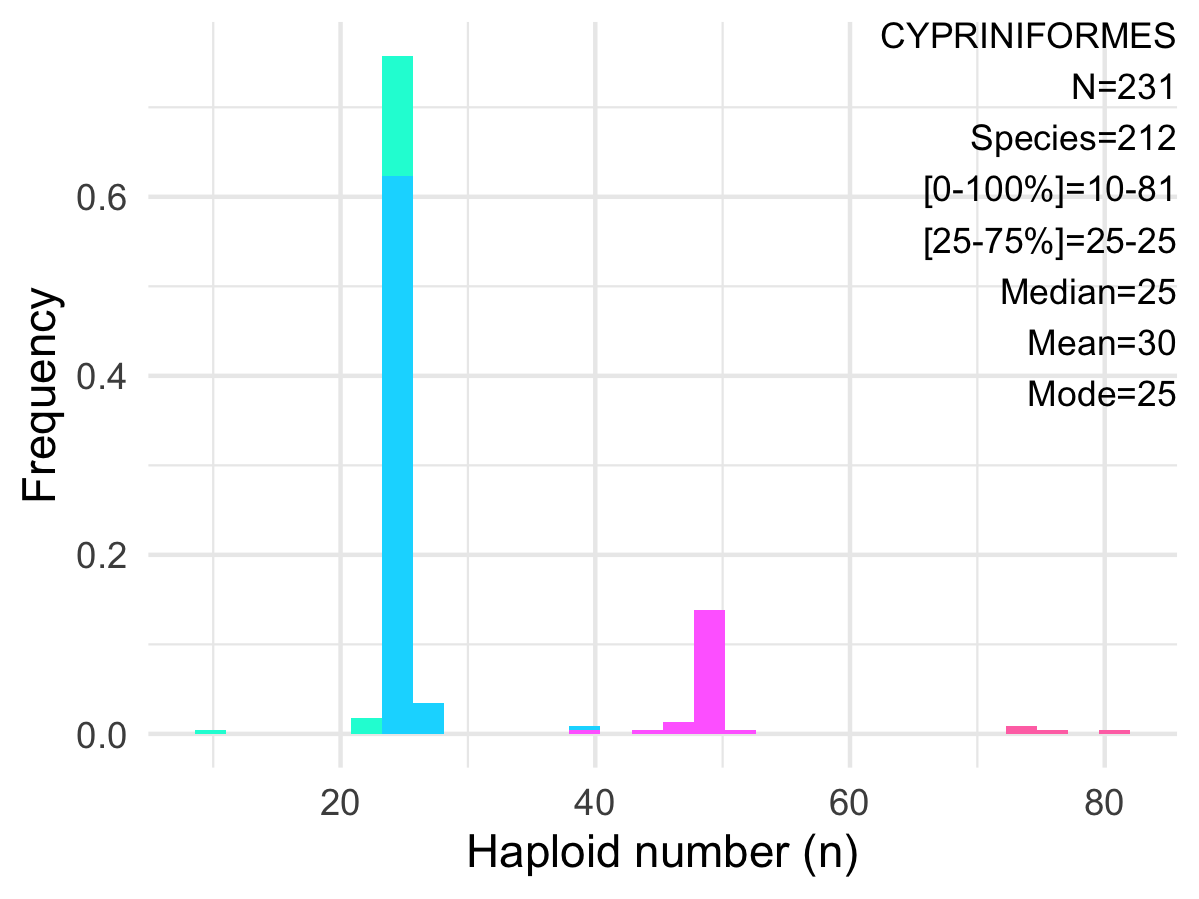 CYPRINIFORMES
N=231
Species=212
[0-100%]=10-81
[25-75%]=25-25
Median=25
Mean=30
Mode=25
Frequency
0.6
0.4
0.2
0.0
20 40 60 80
Haploid number (n)